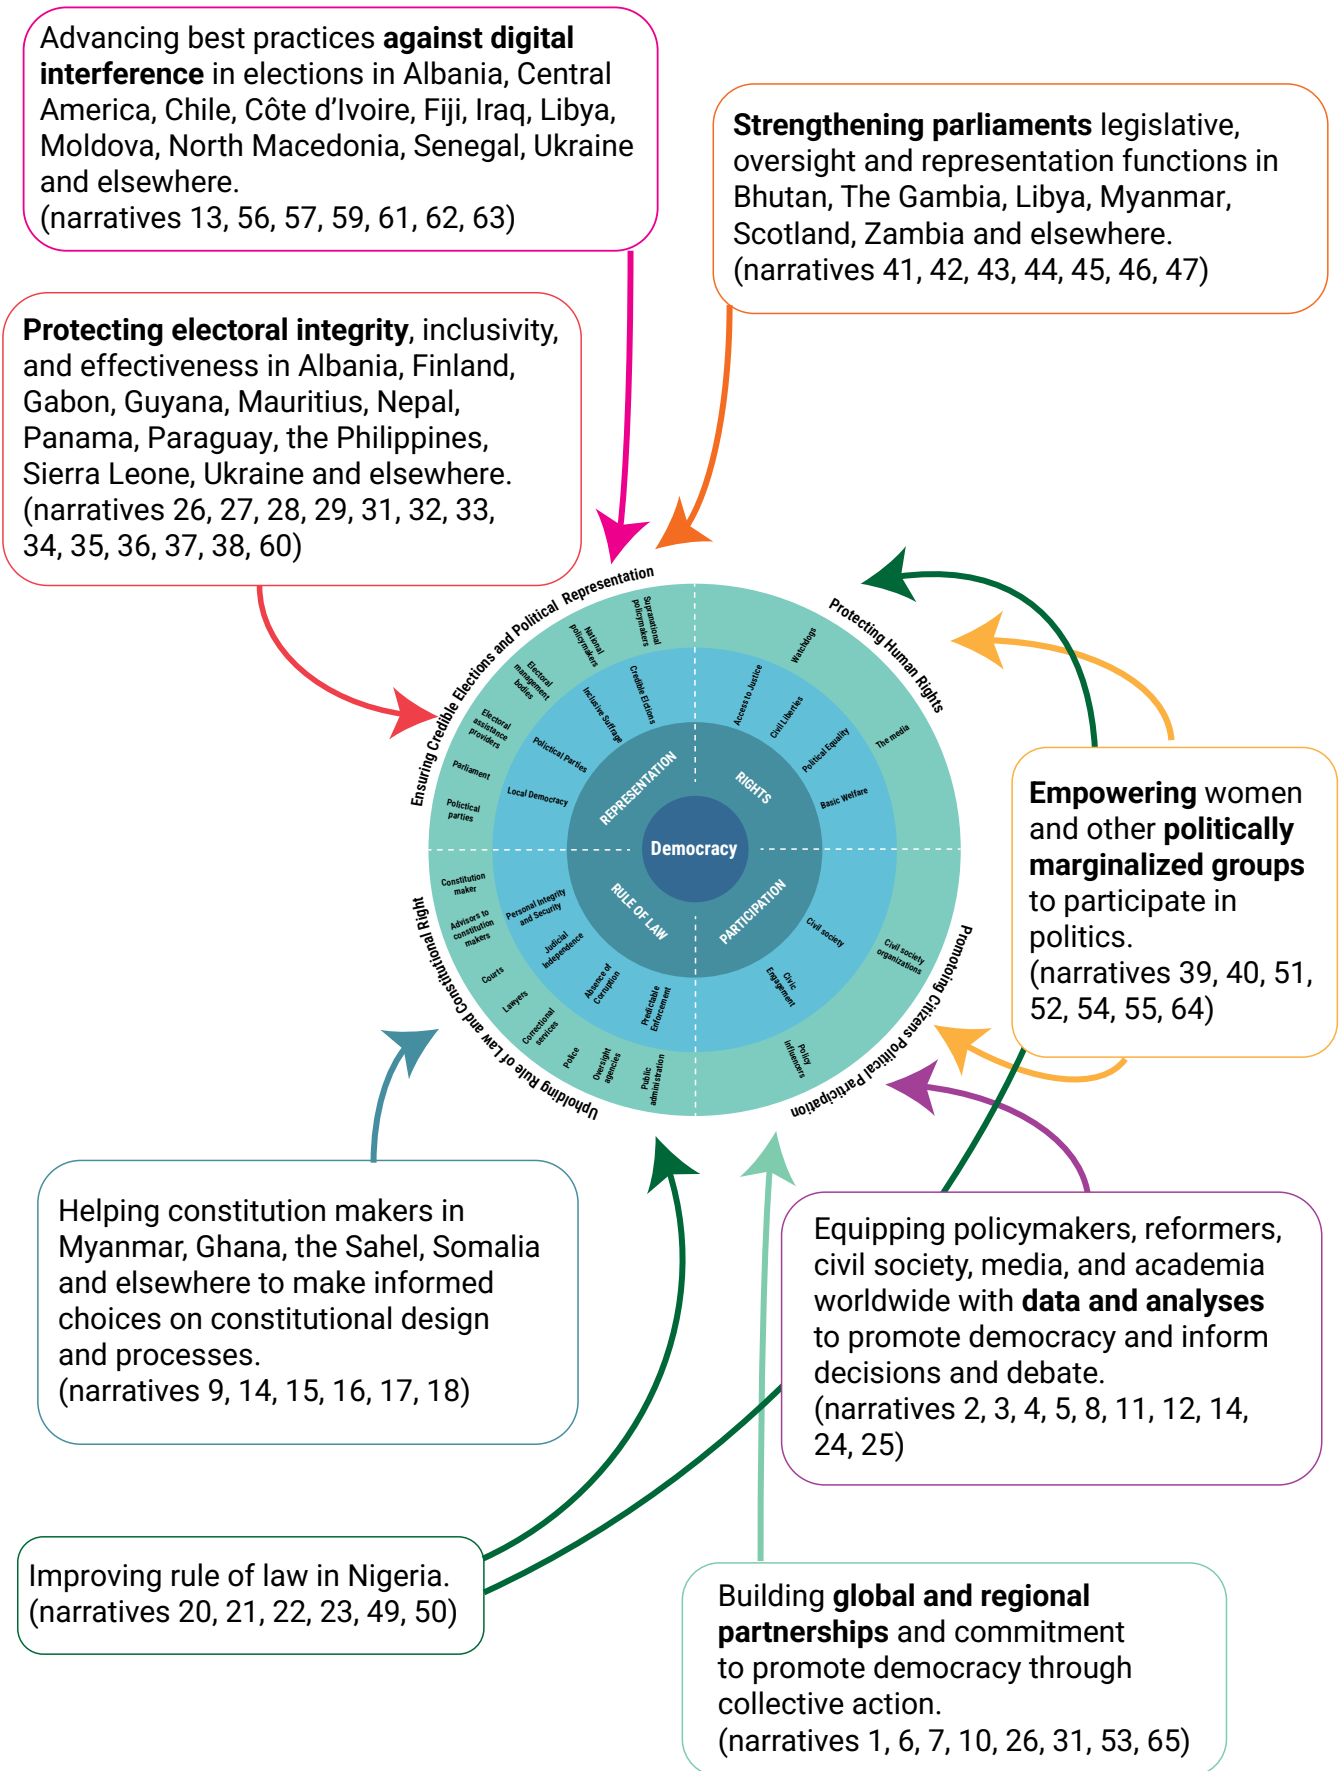 Advancing best practices against digital
interference in elections in Albania, Central
America, Chile, Côte d’Ivoire, Fiji, Iraq, Libya,
Moldova, North Macedonia, Senegal, Ukraine
and elsewhere.
(narratives 13, 56, 57, 59, 61, 62, 63)
Strengthening parliaments legislative,
oversight and representation functions in
Bhutan, The Gambia, Libya, Myanmar,
Scotland, Zambia and elsewhere.
(narratives 41, 42, 43, 44, 45, 46, 47)
Protecting electoral integrity, inclusivity,
and effectiveness in Albania, Finland,
Gabon, Guyana, Mauritius, Nepal,
Panama, Paraguay, the Philippines,
Sierra Leone, Ukraine and elsewhere.
(narratives 26, 27, 28, 29, 31, 32, 33,
34, 35, 36, 37, 38, 60)
Ensuring Credible Elections and Political Representation
Supranational
policymakers
National
policymakers
Electoral
management
bodies
Electoral
assistance
providers
Parliament
Polictical
parties
Credible Elctions
Inclusive Suffrage
Polictical Parties
Local Democracy
REPRESENTATION
Protecting Human Rights
Watchdogs
The media
Access to Justice
Civil Liberties
Political Equality
Basic Welfare
RIGHTS
Democracy
RULE OF LAW
PARTICIPATION
Constitution
maker
Advisors to
constitution
makers
Courts
Lawyers
Correctional
services
Police
Oversight
agencies
Public
administration
Personal Integrity
and Security
Judicial
Independence
Absence of
Corruption
Predictable
Enforcement
Upholding Rule of Law and Constitutional Right
Civil society
Civic
Engagement
Civil society
organizations
Policy
influencers
Promotoing Citizens Political Participation
Empowering women
and other politically
marginalized groups
to participate in
politics.
(narratives 39, 40, 51,
52, 54, 55, 64)
Helping constitution makers in
Myanmar, Ghana, the Sahel, Somalia
and elsewhere to make informed
choices on constitutional design
and processes.
(narratives 9, 14, 15, 16, 17, 18)
Equipping policymakers, reformers,
civil society, media, and academia
worldwide with data and analyses
to promote democracy and inform
decisions and debate.
(narratives 2, 3, 4, 5, 8, 11, 12, 14,
24, 25)
Improving rule of law in Nigeria.
(narratives 20, 21, 22, 23, 49, 50)
Building global and regional
partnerships and commitment
to promote democracy through
collective action.
(narratives 1, 6, 7, 10, 26, 31, 53, 65)